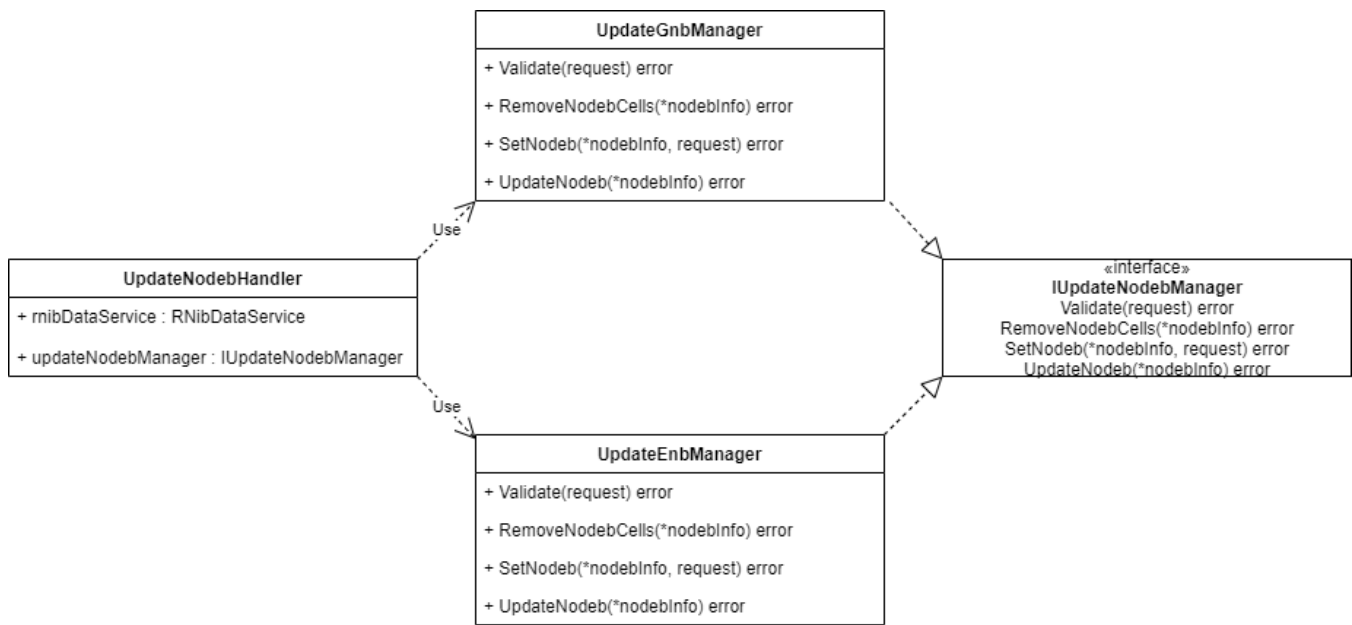 UpdateGnbManager
+ Validate(request) error
+ RemoveNodebCells(*nodebInfo) error
+ SetNodeb(*nodebInfo, request) error
+ UpdateNodeb(*nodebInfo) error
Use
UpdateNodebHandler
+ rnibDataService : RNibDataService
+ updateNodebManager : IUpdateNodebManager
«interface»
IUpdateNodebManager
Validate(request) error
RemoveNodebCells(*nodebInfo) error
SetNodeb(*nodebInfo, request) error
UpdateNodeb(*nodebInfo) error
Use
UpdateEnbManager
+ Validate(request) error
+ RemoveNodebCells(*nodebInfo) error
+ SetNodeb(*nodebInfo, request) error
+ UpdateNodeb(*nodebInfo) error